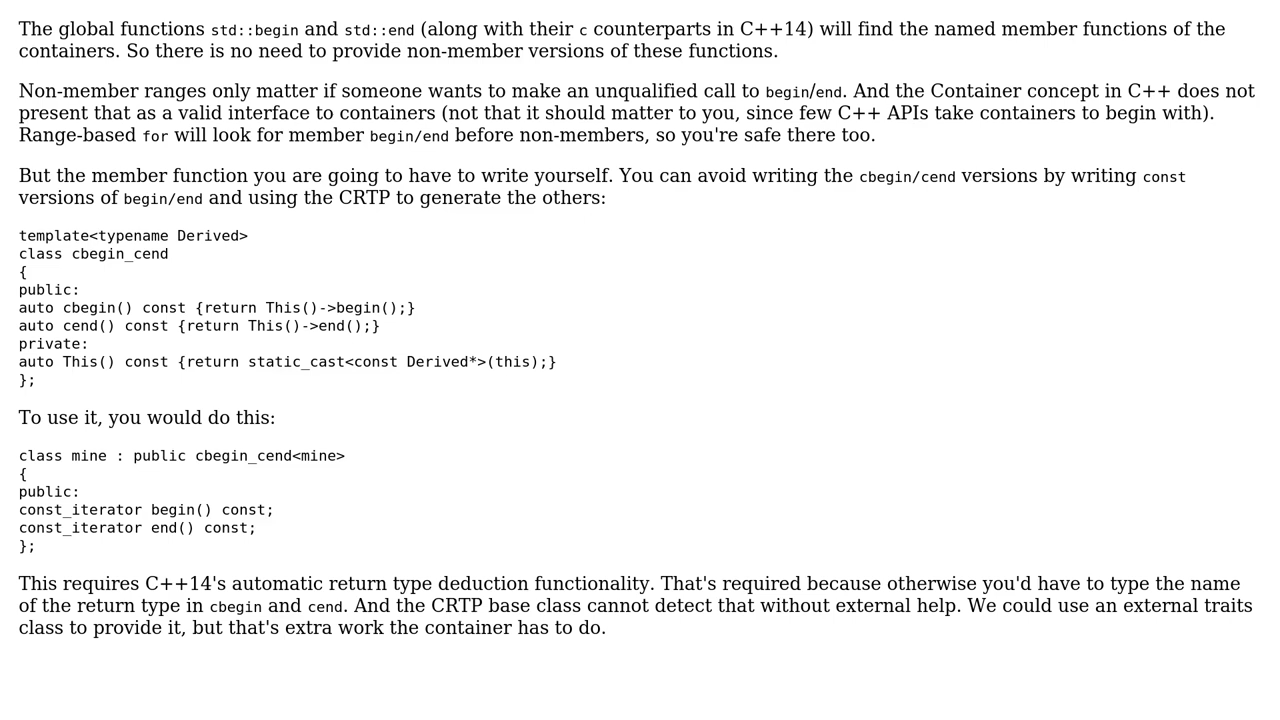 The global functions std::begin and std::end (along with their c counterparts in C++14) will find the named member functions of the
containers. So there is no need to provide non-member versions of these functions.
Non-member ranges only matter if someone wants to make an unqualified call to begin/end. And the Container concept in C++ does not
present that as a valid interface to containers (not that it should matter to you, since few C++ APIs take containers to begin with).
Range-based for will look for member begin/end before non-members, so you're safe there too.
But the member function you are going to have to write yourself. You can avoid writing the cbegin/cend versions by writing const
versions of begin/end and using the CRTP to generate the others:
template<typename Derived>
class cbegin_cend
{
public:
auto cbegin() const {return This()->begin();}
auto cend() const {return This()->end();}
private:
auto This() const {return static_cast<const Derived*>(this);}
};
To use it, you would do this:
class mine : public cbegin_cend<mine>
{
public:
const_iterator begin() const;
const_iterator end() const;
};
This requires C++14's automatic return type deduction functionality. That's required because otherwise you'd have to type the name
of the return type in cbegin and cend. And the CRTP base class cannot detect that without external help. We could use an external traits
class to provide it, but that's extra work the container has to do.